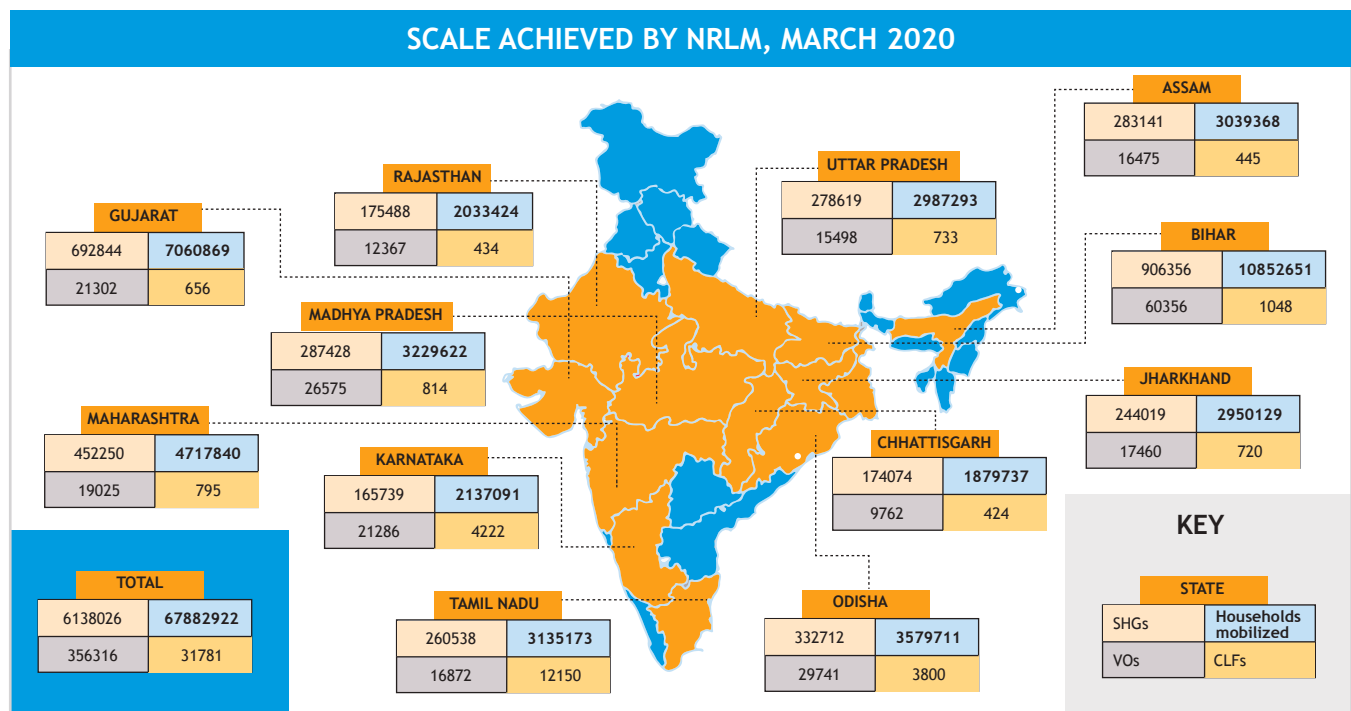 SCALE ACHIEVED BY NRLM, MARCH 2020
ASSAM
283141 3039368
16475 445
UTTAR PRADESH
278619 2987293
15498 733
RAJASTHAN
175488 2033424
12367 434
GUJARAT
692844 7060869
21302 656
BIHAR
906356 10852651
60356 1048
MADHYA PRADESH
287428 3229622
26575 814
JHARKHAND
244019 2950129
17460 720
MAHARASHTRA
452250 4717840
19025 795
CHHATTISGARH
174074 1879737
9762 424
KARNATAKA
165739 2137091
21286 4222
TAMIL NADU
260538 3135173
16872 12150
ODISHA
332712 3579711
29741 3800
TOTAL
6138026 67882922
356316 31781
KEY
STATE
SHGs Households
mobilized
VOs CLFs